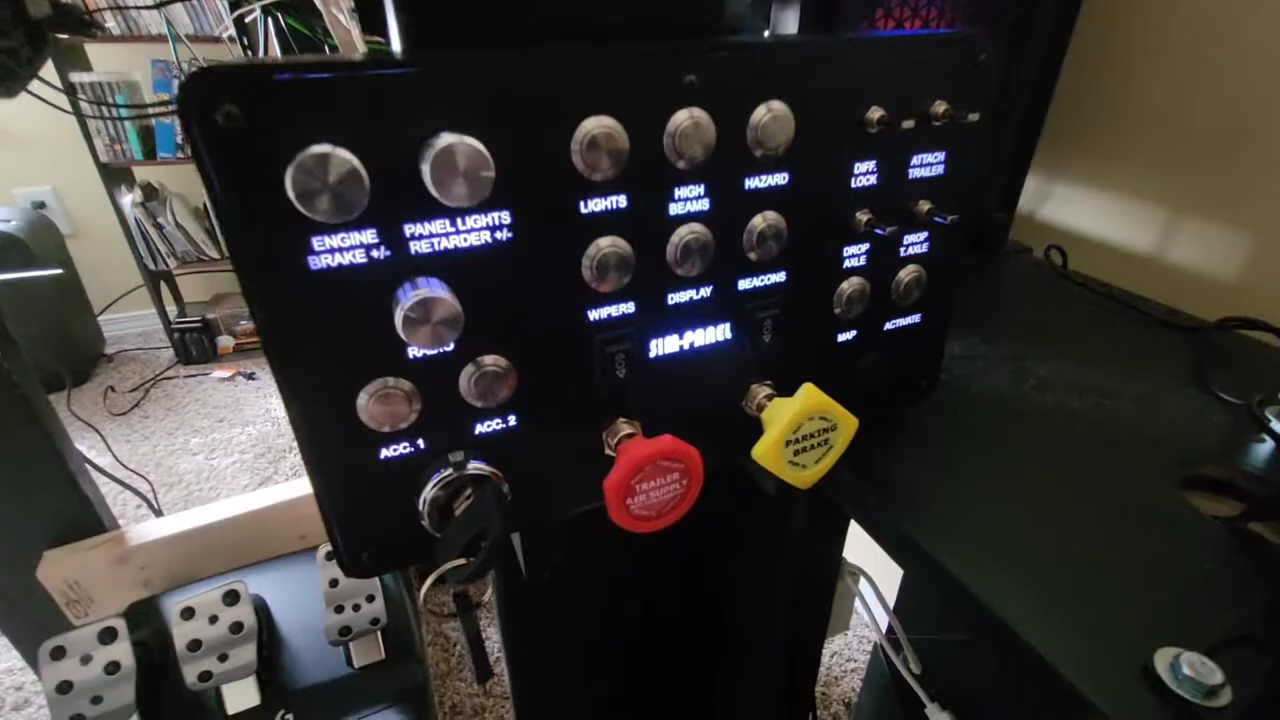 ENGINE
BRAKE +/-
PANEL LIGHTS
RETARDER +/-
LIGHTS
HIGH
BEAMS
HAZARD
DIFF.
LOCK
ATTACH
TRAILER
WIPERS
DISPLAY
BEACONS
DROP
AXLE
DROP
T.AXLE
RADIO
SIM-PANEL
MAP
ACTIVATE
ACC. 1
ACC. 2
TRAILER
AIR SUPPLY
PARKING
BRAKE